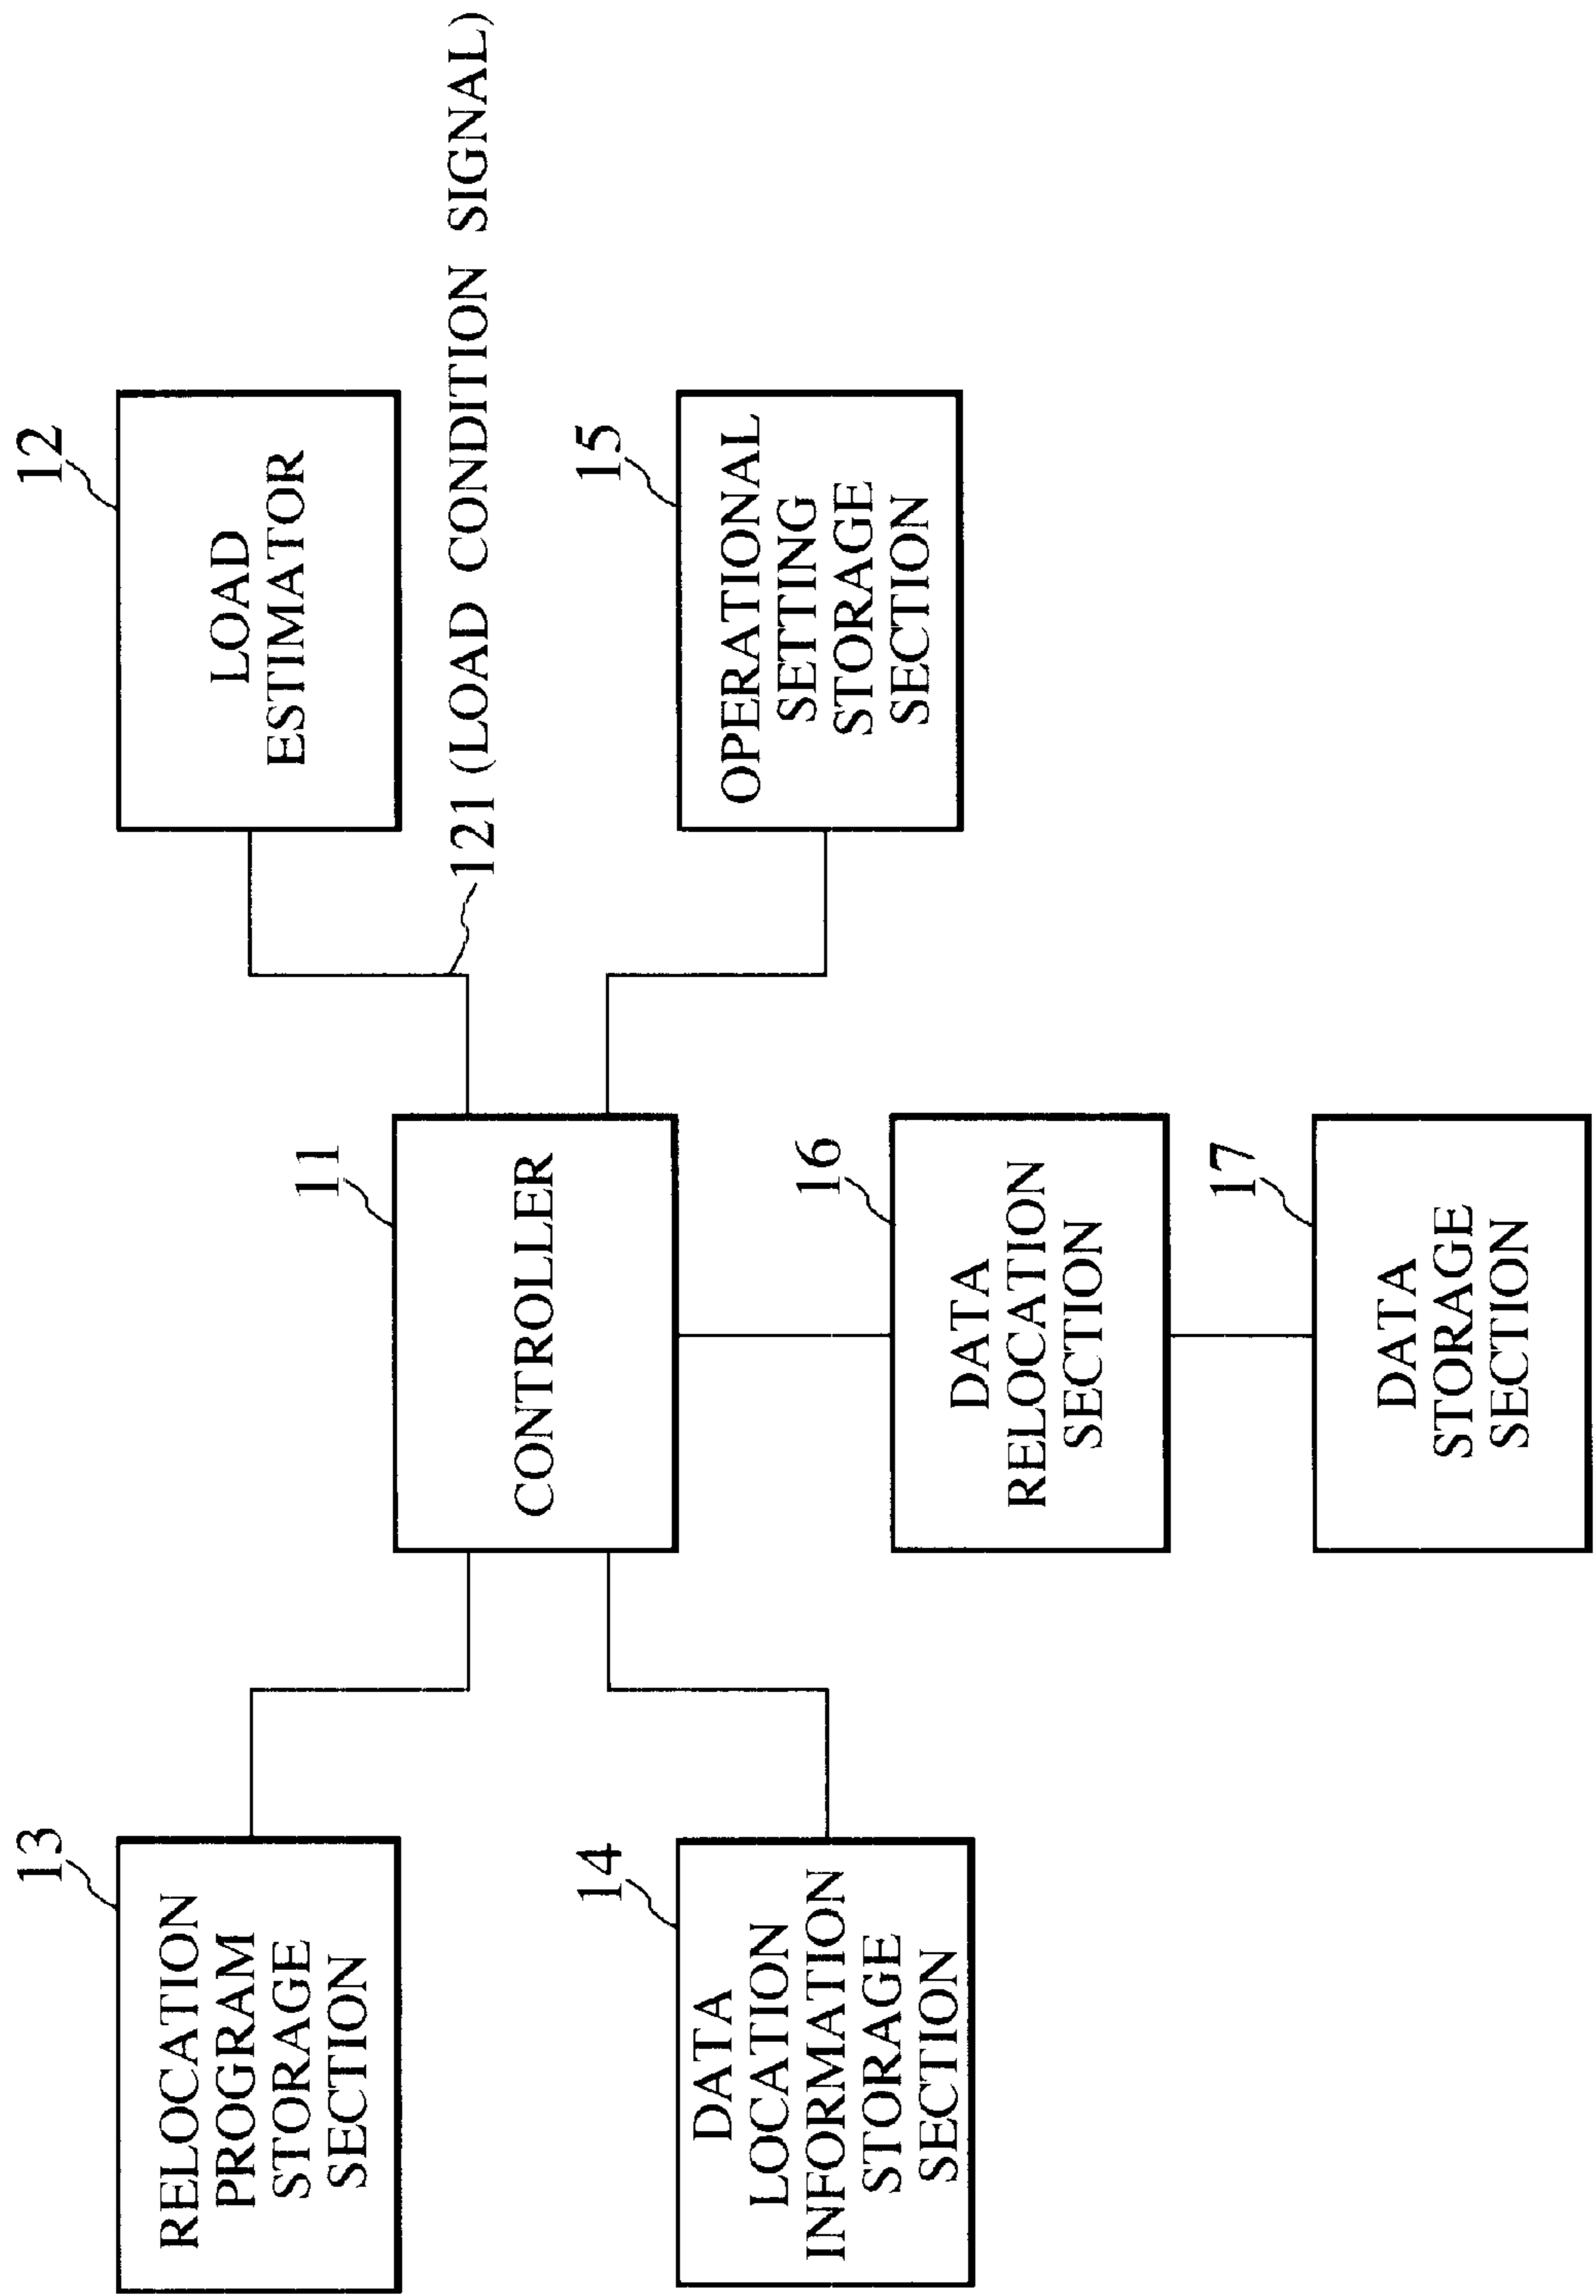 13
RELOCATION
PROGRAM
STORAGE
SECTION
12
LOAD
ESTIMATOR
121 (LOAD CONDITION SIGNAL)
11
CONTROLLER
14
DATA
LOCATION
INFORMATION
STORAGE
SECTION
15
OPERATIONAL
SETTING
STORAGE
SECTION
16
DATA
RELOCATION
SECTION
17
DATA
STORAGE
SECTION